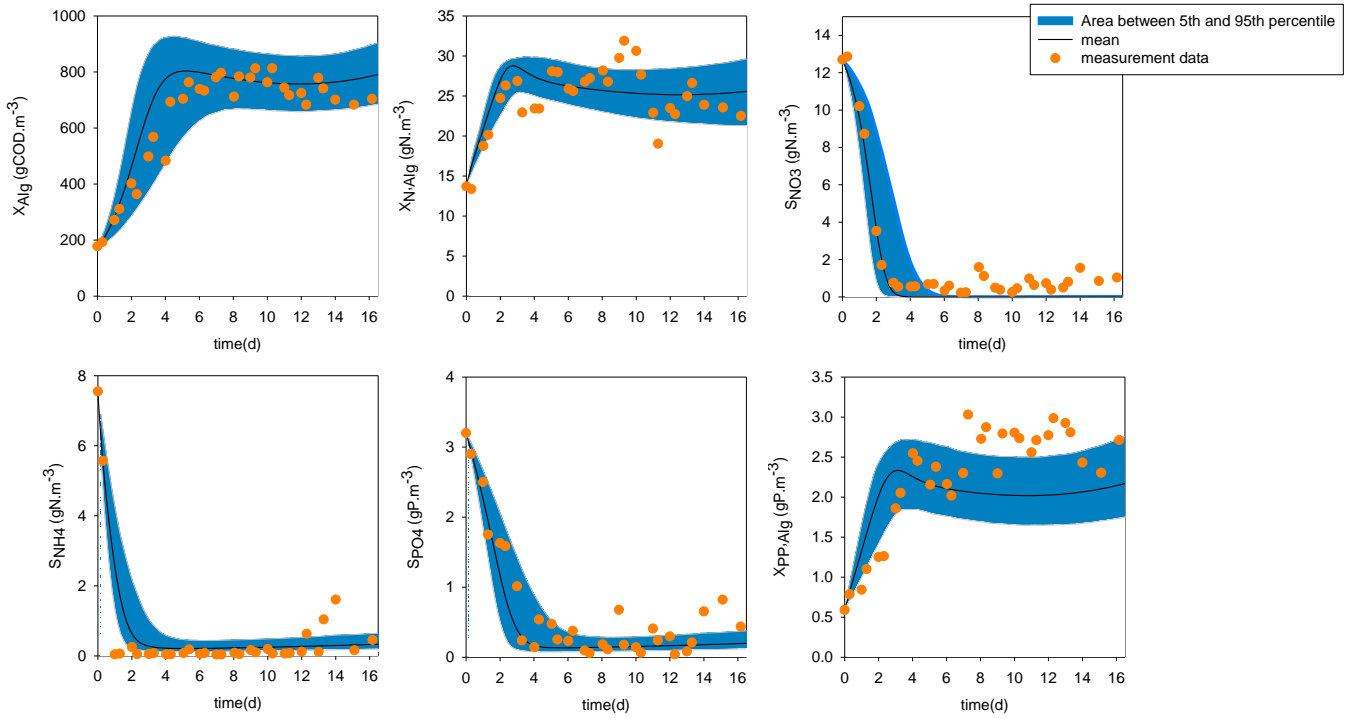 Area between 5th and 95th percentile
mean
measurement data
1000
800
600
400
200
0
X_Alg (gCOD.m-3)
0 2 4 6 8 10 12 14 16
time(d)
35
30
25
20
15
10
5
0
X_N,Alg (gN.m-3)
0 2 4 6 8 10 12 14 16
time(d)
14
12
10
8
6
4
2
0
S_NO3 (gN.m-3)
0 2 4 6 8 10 12 14 16
time(d)
8
6
4
2
0
S_NH4 (gN.m-3)
0 2 4 6 8 10 12 14 16
time(d)
4
3
2
1
0
S_PO4 (gP.m-3)
0 2 4 6 8 10 12 14 16
time(d)
3.5
3.0
2.5
2.0
1.5
1.0
0.5
0.0
X_PP,Alg (gP.m-3)
0 2 4 6 8 10 12 14 16
time(d)